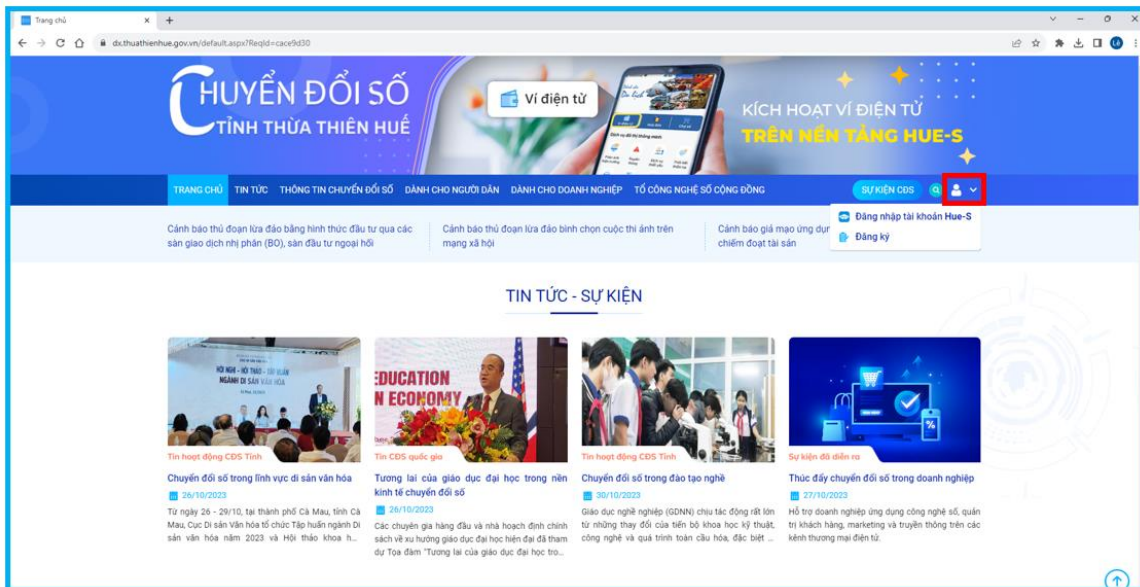 Trang chủ
dx.thuathienhue.gov.vn/default.aspx?ReqId=cace9d30
Lê
CHUYỂN ĐỔI SỐ
TỈNH THỪA THIÊN HUẾ
Ví điện tử
KÍCH HOẠT VÍ ĐIỆN TỬ
TRÊN NỀN TẢNG HUE-S
TRANG CHỦ TIN TỨC THÔNG TIN CHUYỂN ĐỔI SỐ DÀNH CHO NGƯỜI DÂN DÀNH CHO DOANH NGHIỆP TỔ CÔNG NGHỆ SỐ CỘNG ĐỒNG SỰ KIỆN CĐS
Đăng nhập tài khoản Hue-S
Đăng ký
Cảnh báo thủ đoạn lừa đảo bằng hình thức đầu tư qua các
sàn giao dịch nhị phân (BO), sàn đầu tư ngoại hối
Cảnh báo thủ đoạn lừa đảo bình chọn cuộc thi ảnh trên
mạng xã hội
Cảnh báo giả mạo ứng dụn
chiếm đoạt tài sản
TIN TỨC - SỰ KIỆN
HỘI NGHỊ - HỘI THẢO - TẬP HUẤN
NGÀNH DI SẢN VĂN HÓA
Tin hoạt động CĐS Tỉnh
Chuyển đổi số trong lĩnh vực di sản văn hóa
26/10/2023
Từ ngày 26 - 29/10, tại thành phố Cà Mau, tỉnh Cà
Mau, Cục Di sản Văn hóa tổ chức Tập huấn ngành Di
sản văn hóa năm 2023 và Hội thảo khoa h...
EDUCATION
N ECONOMY
Tin CĐS quốc gia
Tương lai của giáo dục đại học trong nền
kinh tế chuyển đổi số
26/10/2023
Các chuyên gia hàng đầu và nhà hoạch định chính
sách về xu hướng giáo dục đại học hiện đại đã tham
dự Tọa đàm "Tương lai của giáo dục đại học tro...
Tin hoạt động CĐS Tỉnh
Chuyển đổi số trong đào tạo nghề
30/10/2023
Giáo dục nghề nghiệp (GDNN) chịu tác động rất lớn
từ những thay đổi của tiến bộ khoa học kỹ thuật,
công nghệ và quá trình toàn cầu hóa, đặc biệt ...
Sự kiện đã diễn ra
Thúc đẩy chuyển đổi số trong doanh nghiệp
27/10/2023
Hỗ trợ doanh nghiệp ứng dụng công nghệ số, quản
trị khách hàng, marketing và truyền thông trên các
kênh thương mại điện tử.